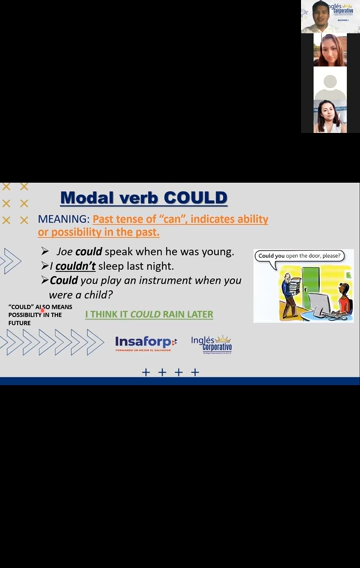 Inglés
Corporativo
Modal verb COULD
MEANING: Past tense of "can", indicates ability
or possibility in the past.
Joe could speak when he was young.
I couldn't sleep last night.
Could you play an instrument when you
were a child?
Could you open the door, please?
"COULD" ALSO MEANS
POSSIBILITY IN THE
FUTURE
I THINK IT COULD RAIN LATER
Insaforp
Inglés
Corporativo